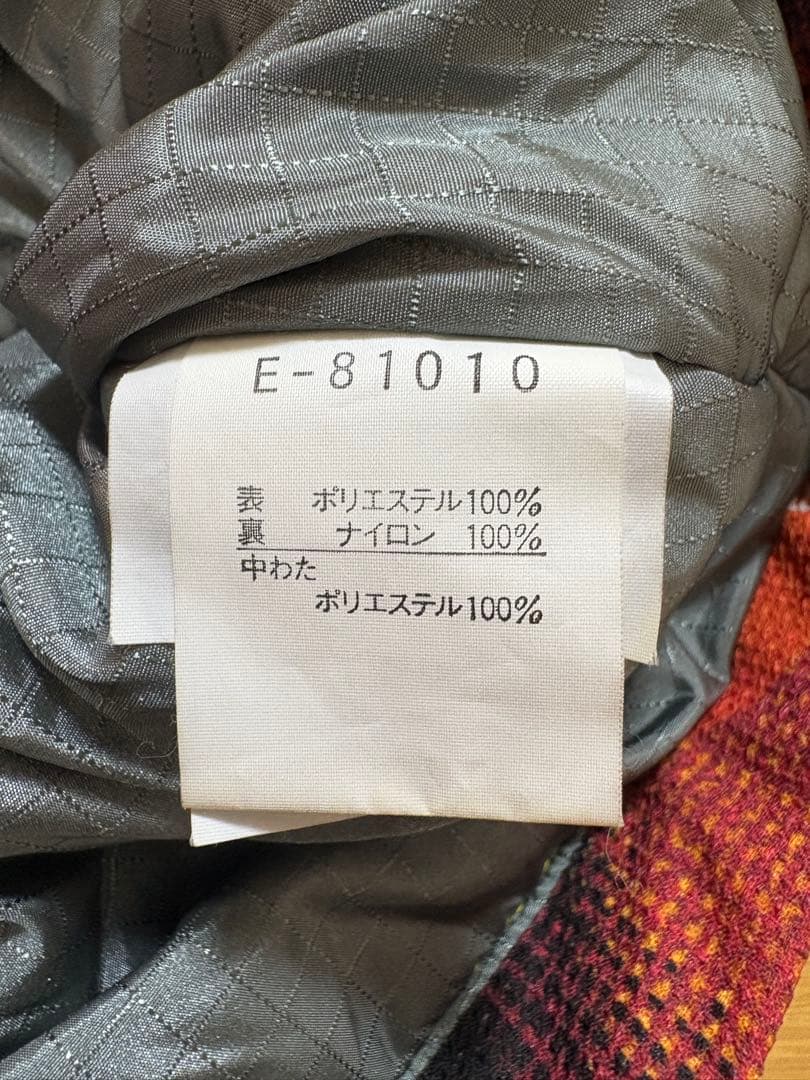 E-81010
表 ポリエステル100%
裏 ナイロン 100%
中わた
ポリエステル100%